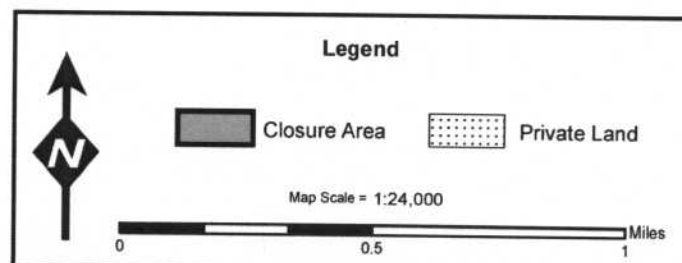 Legend
N
Closure Area
Private Land
Map Scale = 1:24,000
Miles
0 0.5 1